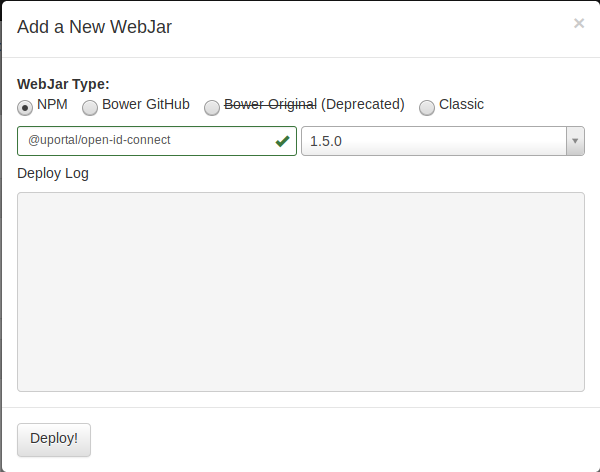 Add a New WebJar ×
WebJar Type:
NPM Bower GitHub Bower Original (Deprecated) Classic
@uportal/open-id-connect 1.5.0
Deploy Log
Deploy!